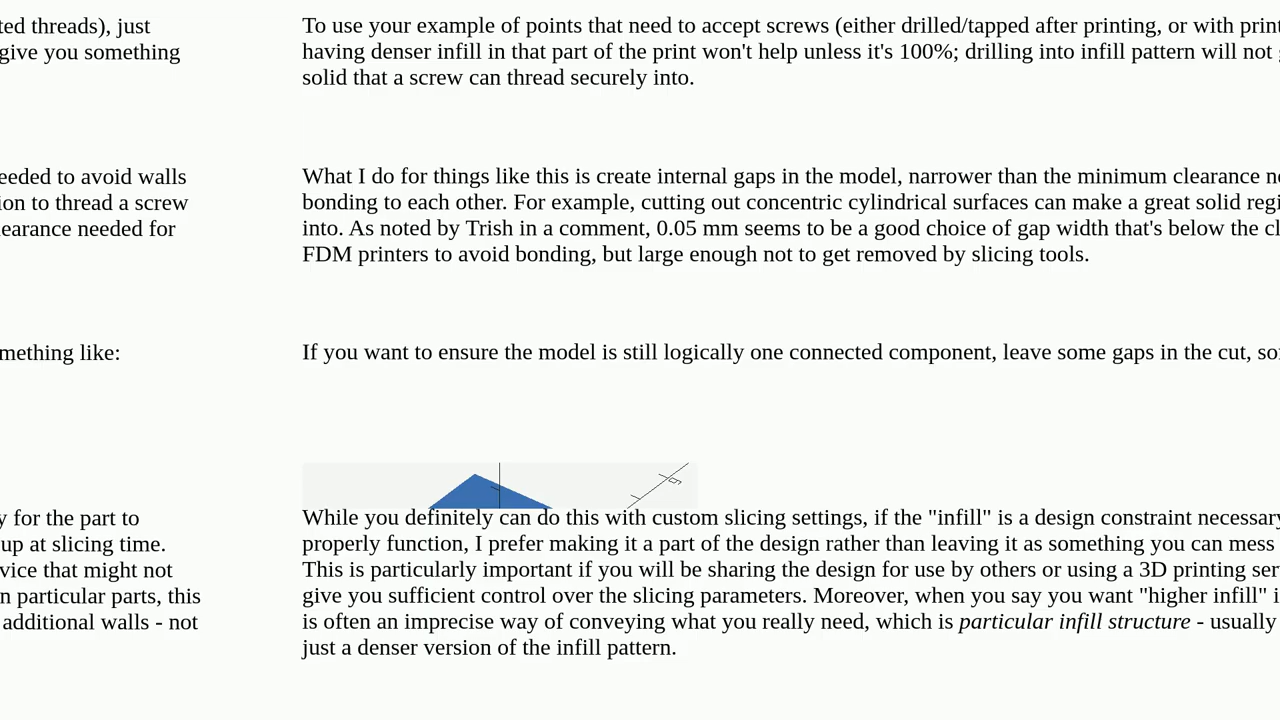 ted threads), just
give you something
eeded to avoid walls
ion to thread a screw
earance needed for
mething like:
y for the part to
up at slicing time.
vice that might not
n particular parts, this
additional walls - not
To use your example of points that need to accept screws (either drilled/tapped after printing, or with print
having denser infill in that part of the print won't help unless it's 100%; drilling into infill pattern will not
solid that a screw can thread securely into.
What I do for things like this is create internal gaps in the model, narrower than the minimum clearance ne
bonding to each other. For example, cutting out concentric cylindrical surfaces can make a great solid regi
into. As noted by Trish in a comment, 0.05 mm seems to be a good choice of gap width that's below the cl
FDM printers to avoid bonding, but large enough not to get removed by slicing tools.
If you want to ensure the model is still logically one connected component, leave some gaps in the cut, so
While you definitely can do this with custom slicing settings, if the "infill" is a design constraint necessary
properly function, I prefer making it a part of the design rather than leaving it as something you can mess
This is particularly important if you will be sharing the design for use by others or using a 3D printing ser
give you sufficient control over the slicing parameters. Moreover, when you say you want "higher infill" i
is often an imprecise way of conveying what you really need, which is particular infill structure - usually
just a denser version of the infill pattern.